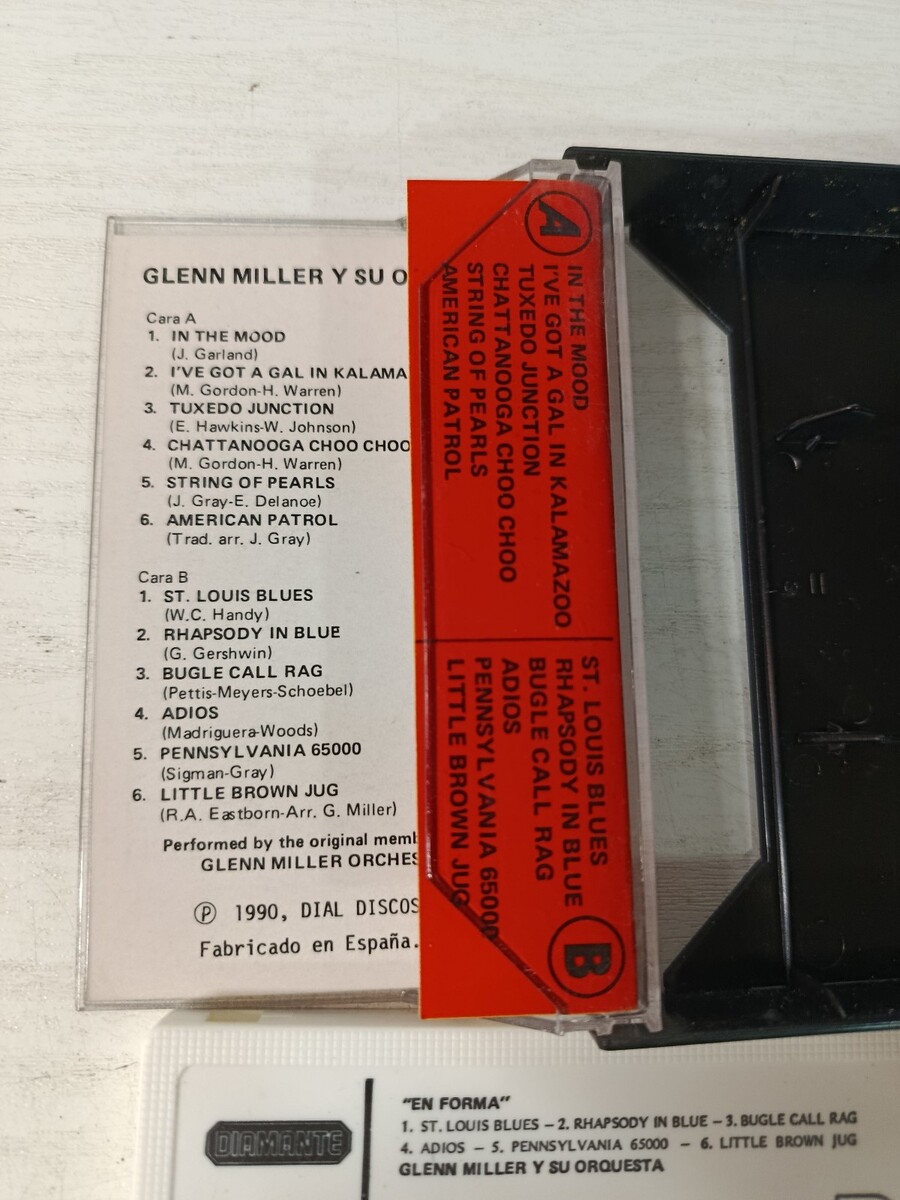 GLENN MILLER Y SU O
Cara A
1. IN THE MOOD
(J. Garland)
2. I'VE GOT A GAL IN KALAMA
(M. Gordon-H. Warren)
3. TUXEDO JUNCTION
(E. Hawkins-W. Johnson)
4. CHATTANOOGA CHOO CHOO
(M. Gordon-H. Warren)
5. STRING OF PEARLS
(J. Gray-E. Delanoe)
6. AMERICAN PATROL
(Trad. arr. J. Gray)
Cara B
1. ST. LOUIS BLUES
(W.C. Handy)
2. RHAPSODY IN BLUE
(G. Gershwin)
3. BUGLE CALL RAG
(Pettis-Meyers-Schoebel)
4. ADIOS
(Madriguera-Woods)
5. PENNSYLVANIA 65000
(Sigman-Gray)
6. LITTLE BROWN JUG
(R.A. Eastborn-Arr. G. Miller)
Performed by the original memb
GLENN MILLER ORCHES
Ⓟ 1990, DIAL DISCOS
Fabricado en España.
A
IN THE MOOD
I'VE GOT A GAL IN KALAMAZOO
TUXEDO JUNCTION
CHATTANOOGA CHOO CHOO
STRING OF PEARLS
AMERICAN PATROL
ST. LOUIS BLUES
RHAPSODY IN BLUE
BUGLE CALL RAG
ADIOS
PENNSYLVANIA 65000
LITTLE BROWN JUG
B
DIAMANTE
"EN FORMA"
1. ST. LOUIS BLUES – 2. RHAPSODY IN BLUE – 3. BUGLE CALL RAG
4. ADIOS – 5. PENNSYLVANIA 65000 – 6. LITTLE BROWN JUG
GLENN MILLER Y SU ORQUESTA